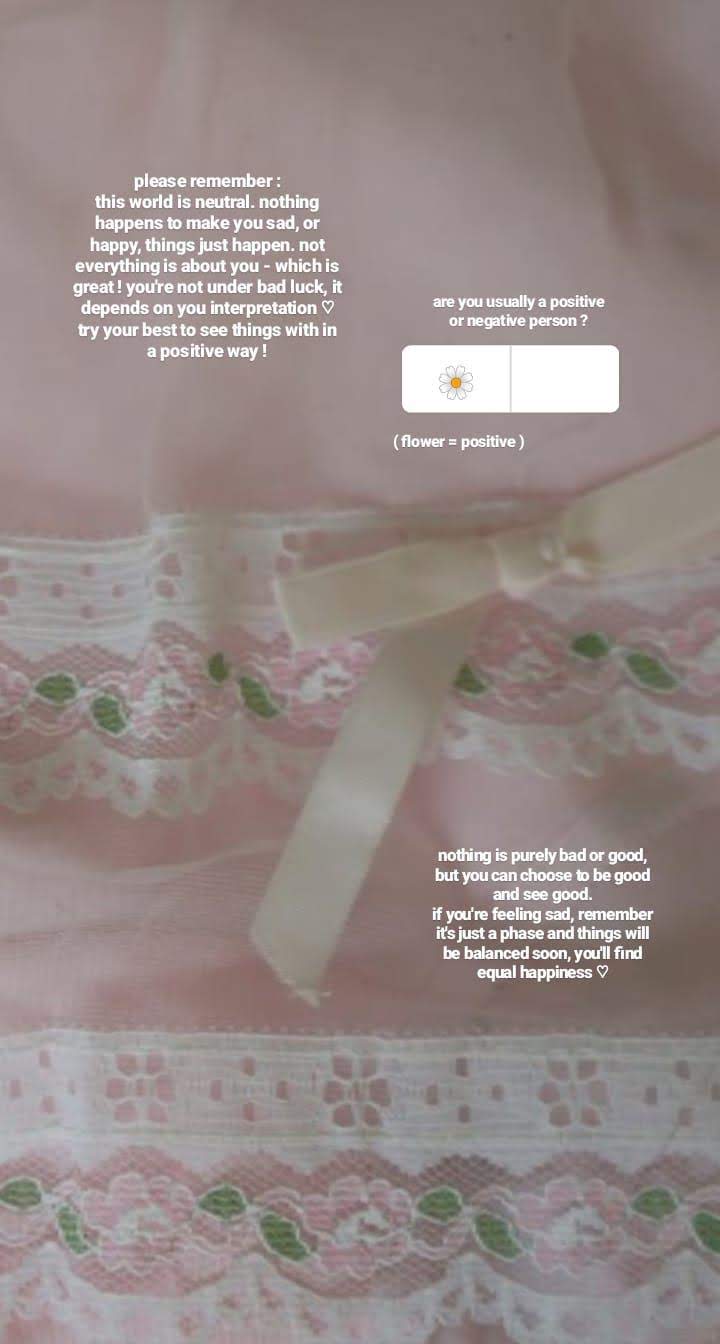 please remember :
this world is neutral. nothing
happens to make you sad, or
happy, things just happen. not
everything is about you - which is
great ! you're not under bad luck, it
depends on you interpretation ♡
try your best to see things with in
a positive way !
are you usually a positive
or negative person ?
( flower = positive )
nothing is purely bad or good,
but you can choose to be good
and see good.
if you're feeling sad, remember
it's just a phase and things will
be balanced soon, you'll find
equal happiness ♡